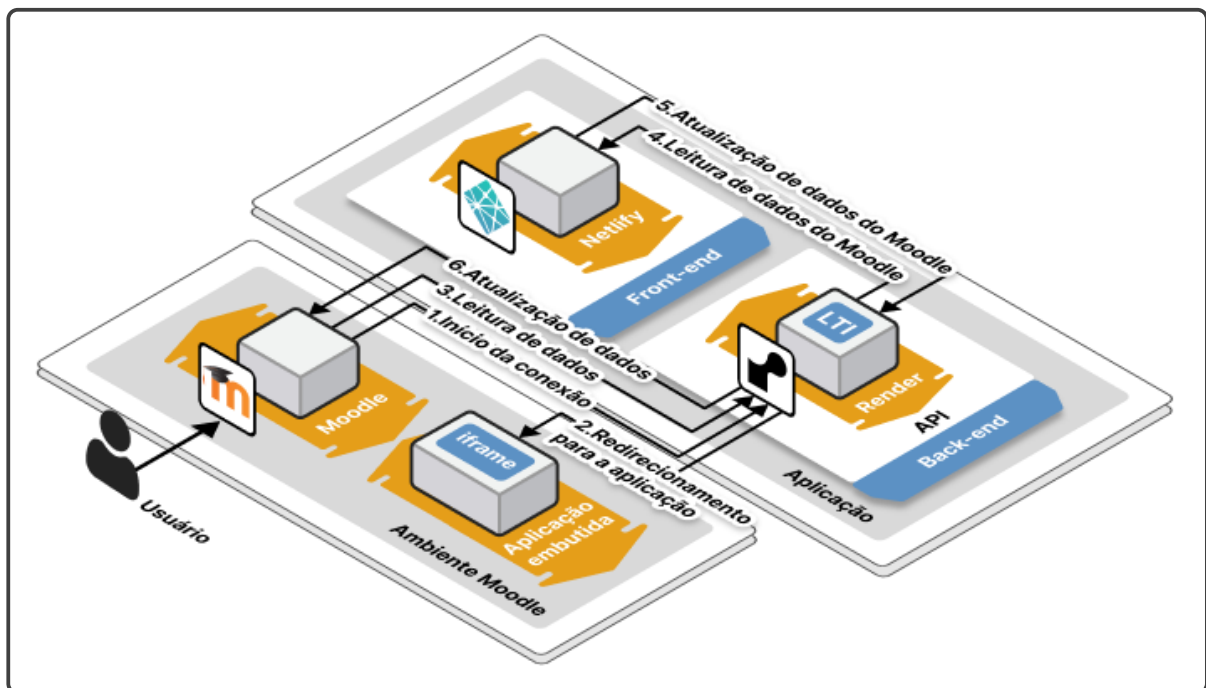 5.Atualização de dados do Moodle
4.Leitura de dados do Moodle
Netlify
Front-end
6.Atualização de dados
3.Leitura de dados
1.Início da conexão
LTI
Render
API
Back-end
Aplicação
m
Moodle
iframe
2.Redirecionamento
para a aplicação
Aplicação
embutida
Ambiente Moodle
Usuário